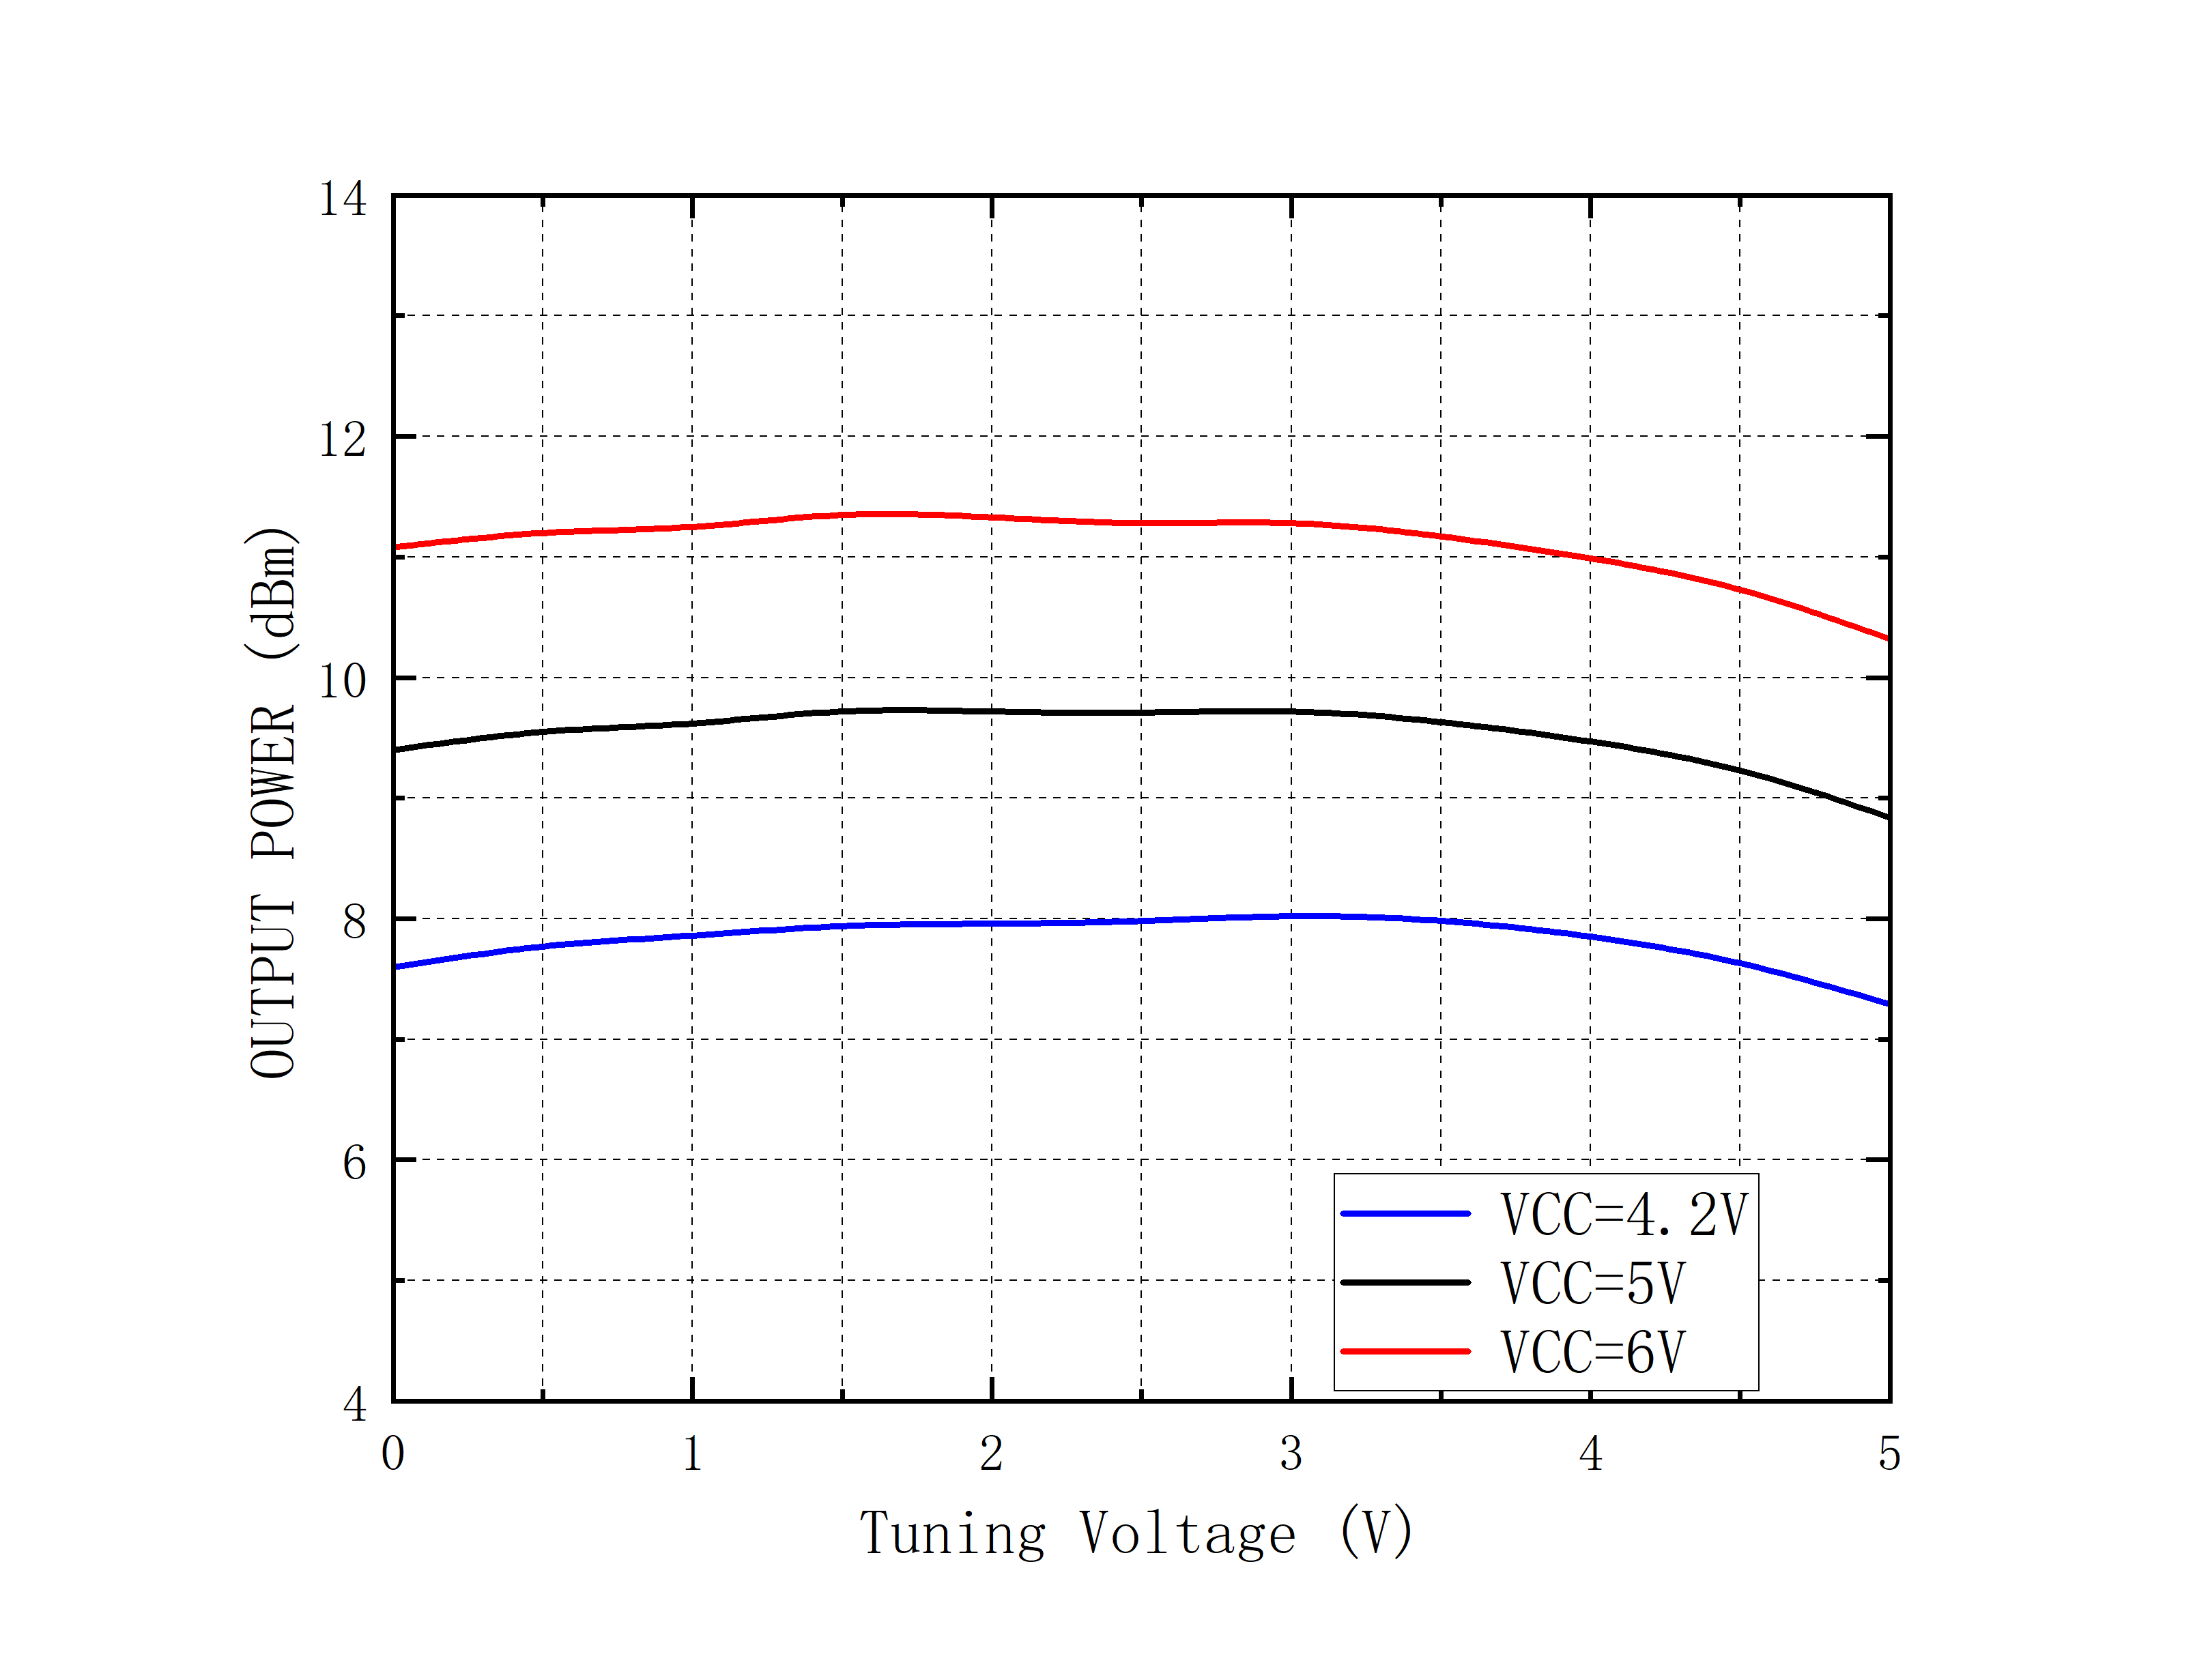 14
12
10
8
6
4
OUTPUT POWER (dBm)
VCC=4.2V
VCC=5V
VCC=6V
0 1 2 3 4 5
Tuning Voltage (V)